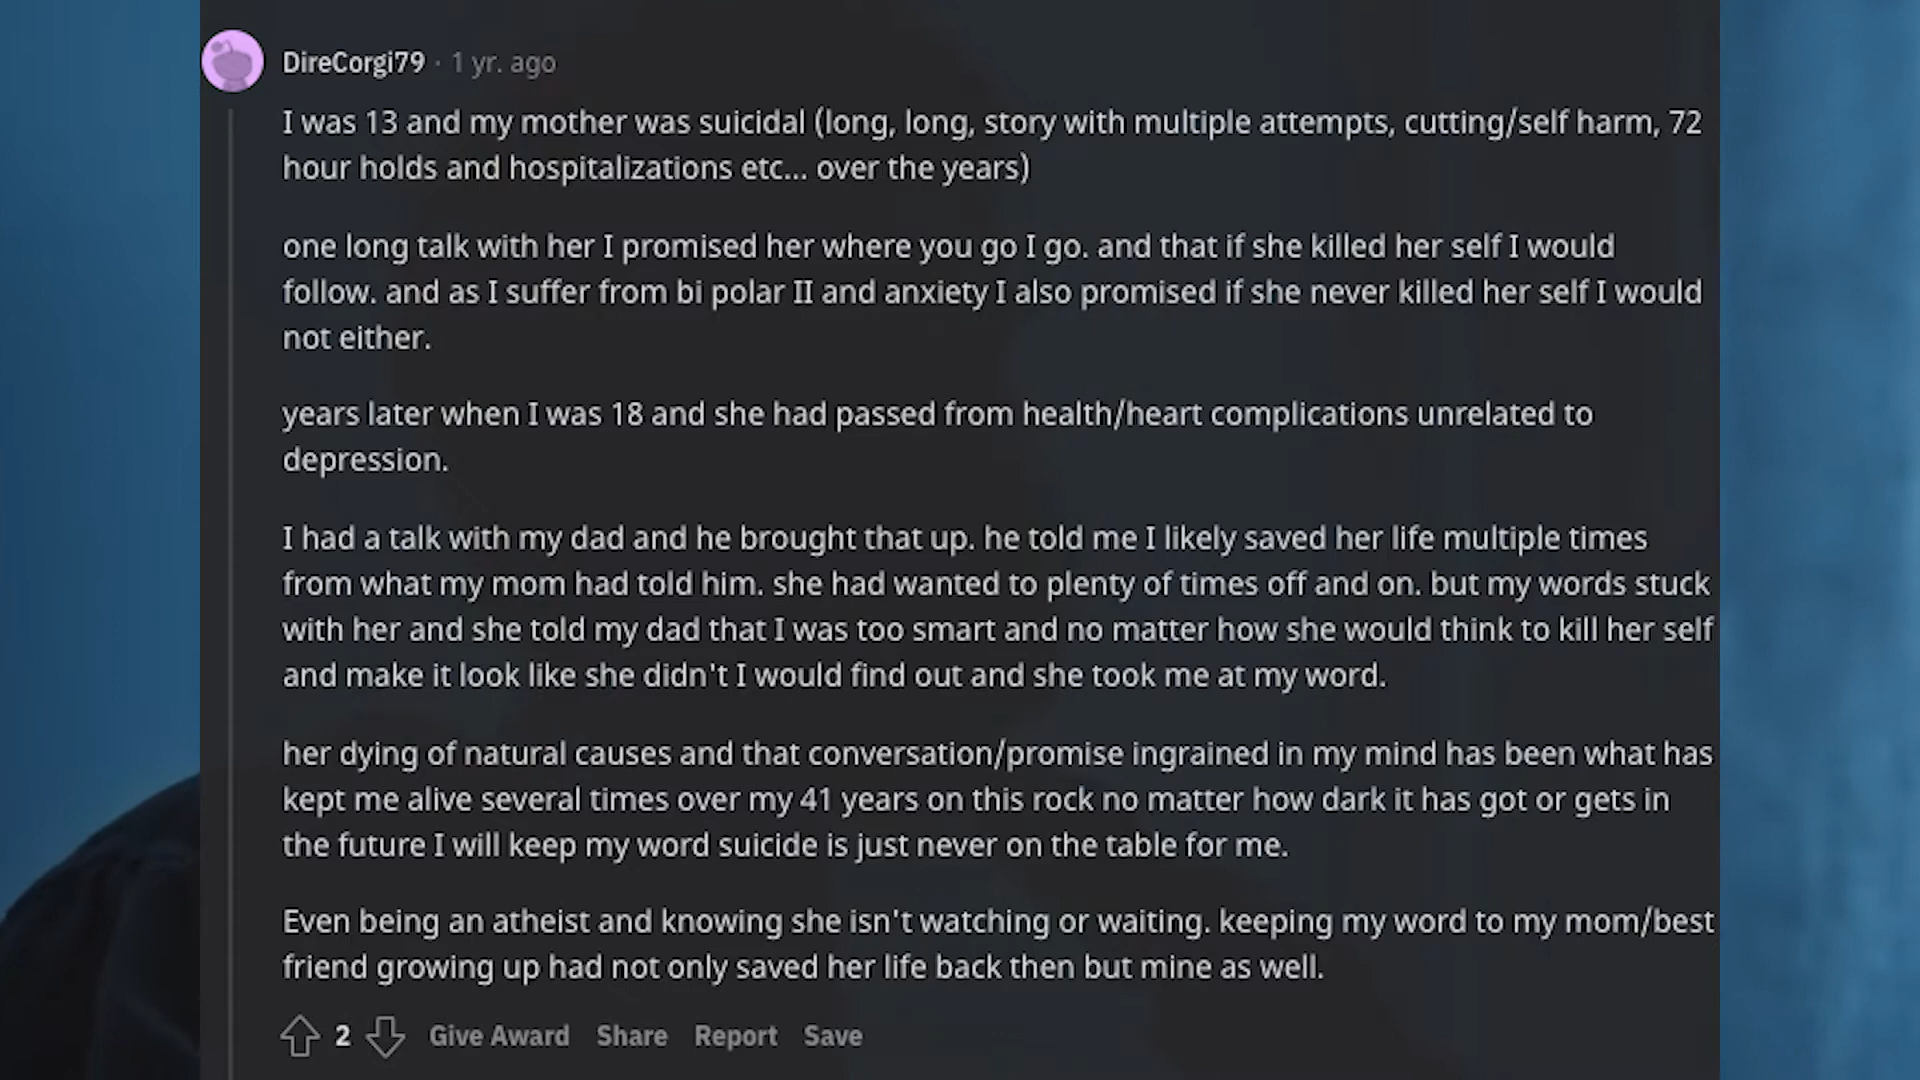 DireCorgi79 · 1 yr. ago
I was 13 and my mother was suicidal (long, long, story with multiple attempts, cutting/self harm, 72
hour holds and hospitalizations etc... over the years)
one long talk with her I promised her where you go I go. and that if she killed her self I would
follow. and as I suffer from bi polar II and anxiety I also promised if she never killed her self I would
not either.
years later when I was 18 and she had passed from health/heart complications unrelated to
depression.
I had a talk with my dad and he brought that up. he told me I likely saved her life multiple times
from what my mom had told him. she had wanted to plenty of times off and on. but my words stuck
with her and she told my dad that I was too smart and no matter how she would think to kill her self
and make it look like she didn't I would find out and she took me at my word.
her dying of natural causes and that conversation/promise ingrained in my mind has been what has
kept me alive several times over my 41 years on this rock no matter how dark it has got or gets in
the future I will keep my word suicide is just never on the table for me.
Even being an atheist and knowing she isn't watching or waiting. keeping my word to my mom/best
friend growing up had not only saved her life back then but mine as well.
2 Give Award Share Report Save